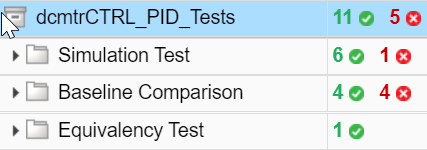 dcmtrCTRL_PID_Tests 11 5
Simulation Test 6 1
Baseline Comparison 4 4
Equivalency Test 1